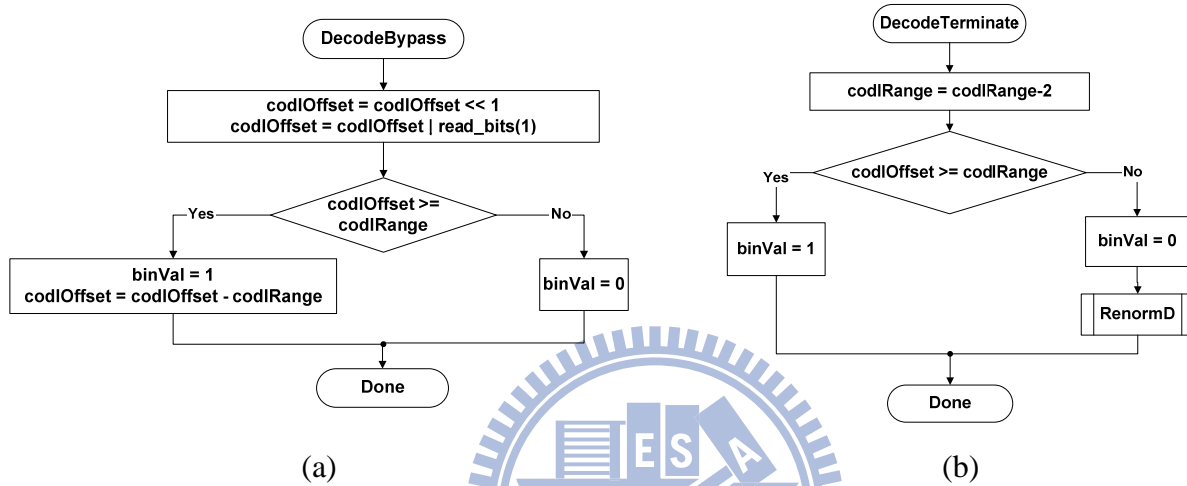 DecodeBypass
codIOffset = codIOffset << 1
codIOffset = codIOffset | read_bits(1)
codIOffset >=
codIRange
Yes
No
binVal = 1
codIOffset = codIOffset - codIRange
binVal = 0
Done
(a)
DecodeTerminate
codIRange = codIRange-2
codIOffset >= codIRange
Yes
No
binVal = 1
binVal = 0
RenormD
Done
(b)
E S A